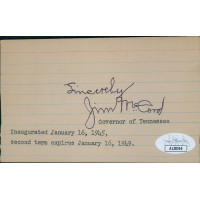 Sincerely
Jim McCord
Governor of Tennessee
Inaugurated January 16, 1945.
second term expires January 16, 1949.